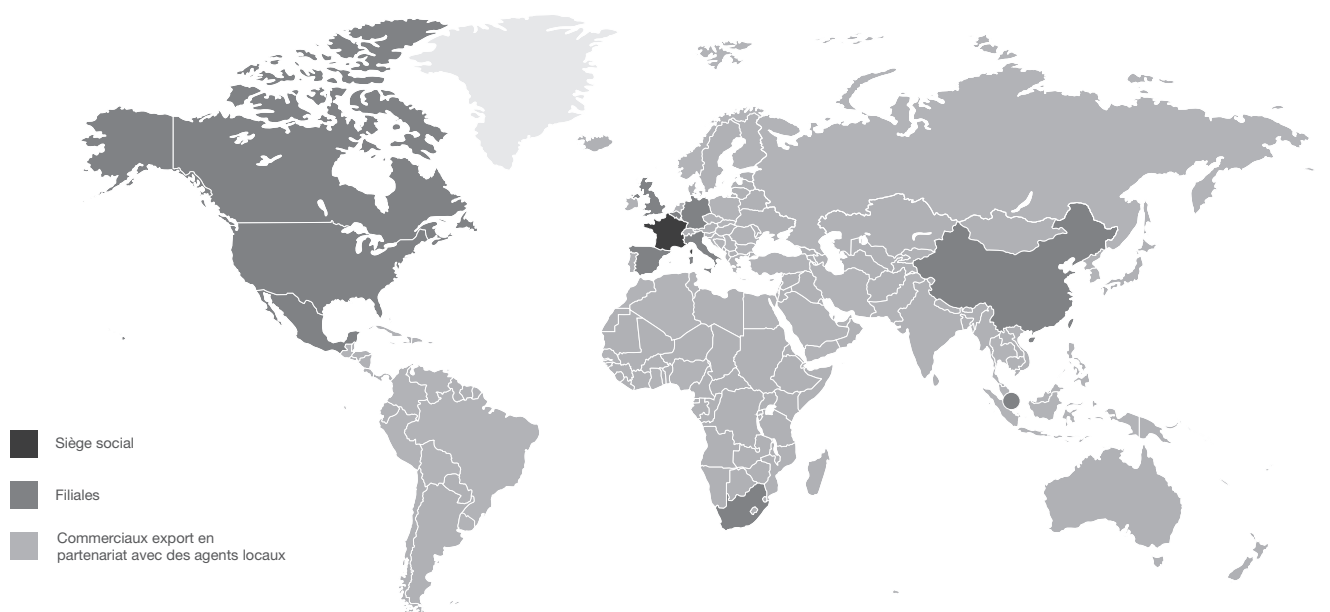 Siège social
Filiales
Commerciaux export en
partenariat avec des agents locaux